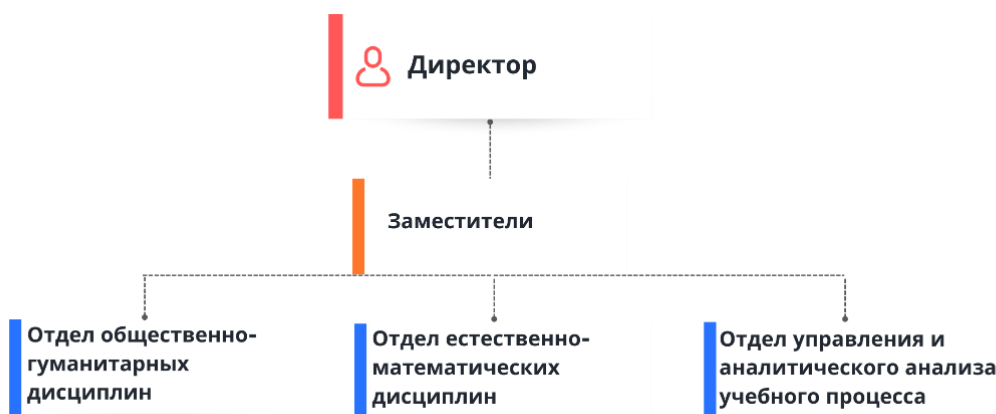 Директор
Заместители
Отдел общественно-
гуманитарных
дисциплин
Отдел естественно-
математических
дисциплин
Отдел управления и
аналитического анализа
учебного процесса